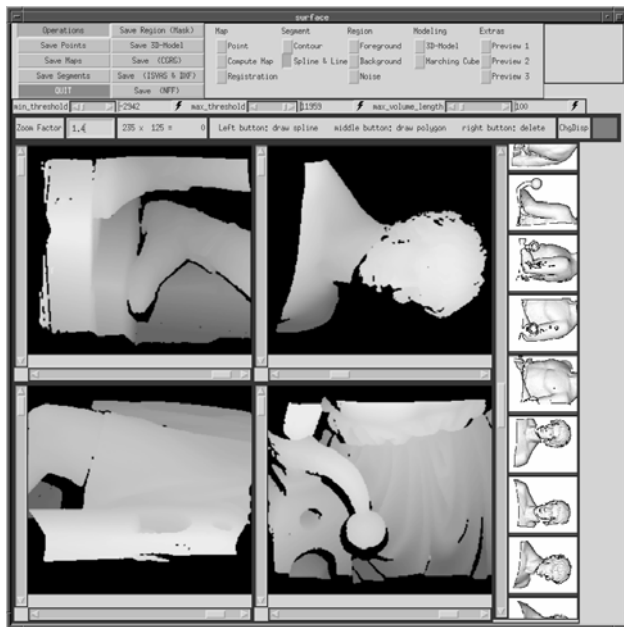 surface
Operations Save Region (Mask) Map Segment Region Modeling Extras
Save Points Save 3D-Model Point Contour Foreground 3D-Model Preview 1
Save Maps Save (CGRG) Compute Map Spline & Line Background Marching Cube Preview 2
Save Segments Save (ISVAS & DXF) Registration Noise Preview 3
QUIT Save (NFF)
min_threshold -2942 max_threshold 11959 max_volume_length 100
Zoom Factor 1.4 235 x 125 = 0 Left button: draw spline middle button: draw polygon right button: delete ChgDisp